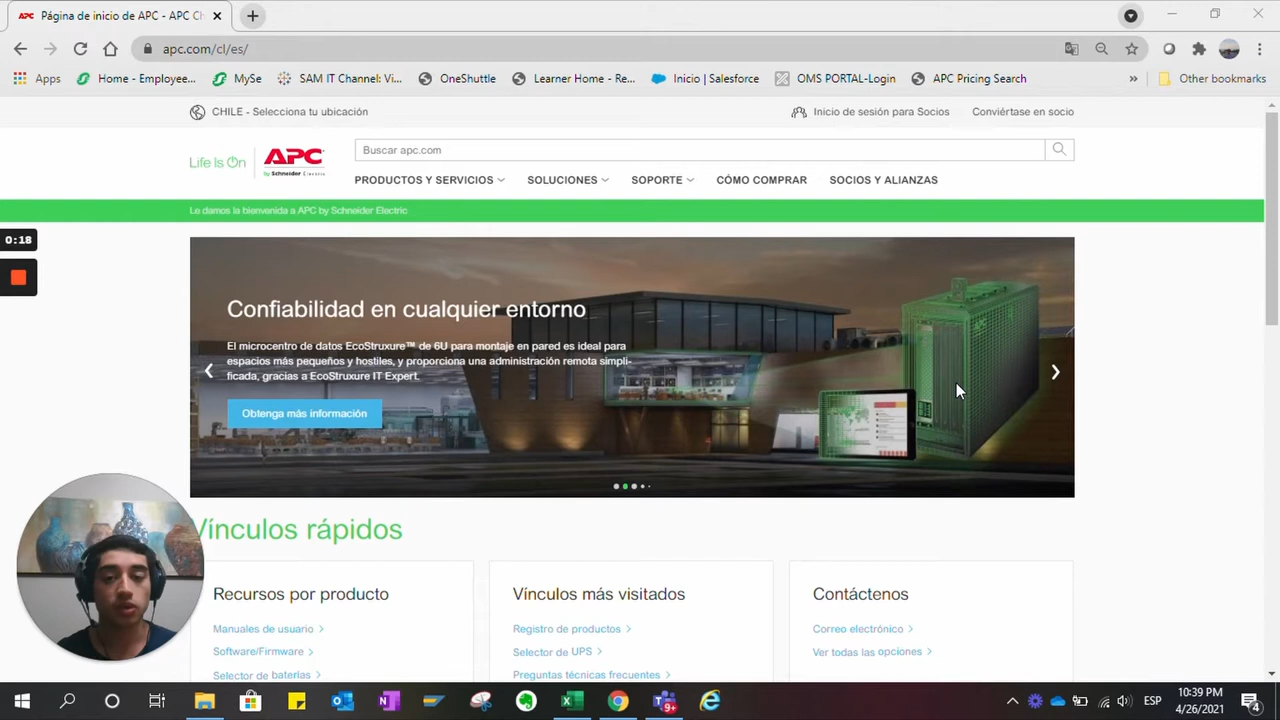 APC Página de inicio de APC - APC Ch
apc.com/cl/es/
Apps
Home - Employee...
MySe
SAM IT Channel: Vi...
OneShuttle
Learner Home - Re...
Inicio | Salesforce
OMS PORTAL-Login
APC Pricing Search
»
Other bookmarks
CHILE - Selecciona tu ubicación
Inicio de sesión para Socios
Conviértase en socio
Life Is On
APC
by Schneider Electric
Buscar apc.com
PRODUCTOS Y SERVICIOS
SOLUCIONES
SOPORTE
CÓMO COMPRAR
SOCIOS Y ALIANZAS
Le damos la bienvenida a APC by Schneider Electric
0:18
Confiabilidad en cualquier entorno
El microcentro de datos EcoStruxure™ de 6U para montaje en pared es ideal para
espacios más pequeños y hostiles, y proporciona una administración remota simpli-
ficada, gracias a EcoStruxure IT Expert.
Obtenga más información
Vínculos rápidos
Recursos por producto
Manuales de usuario
Software/Firmware
Selector de baterías
Vínculos más visitados
Registro de productos
Selector de UPS
Preguntas técnicas frecuentes
Contáctenos
Correo electrónico
Ver todas las opciones
9+
ESP
10:39 PM
4/26/2021
4